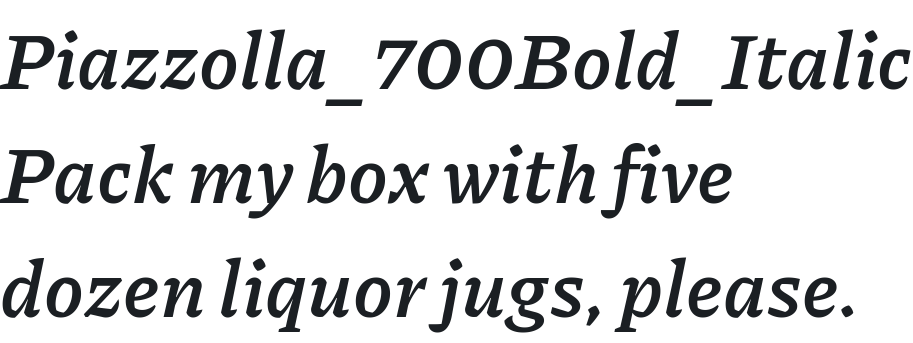 Piazzolla_700Bold_Italic
Pack my box with five
dozen liquor jugs, please.